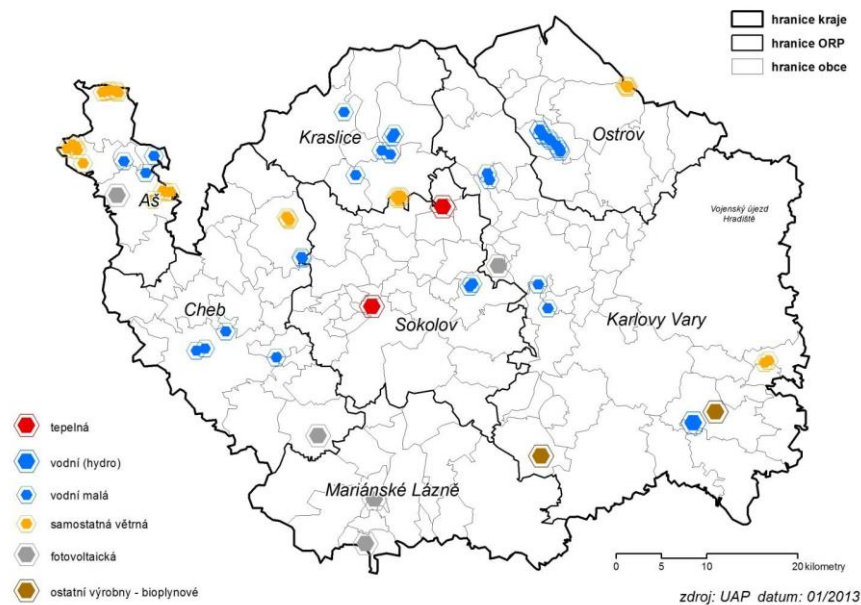 hranice kraje
hranice ORP
hranice obce
Kraslice
Ostrov
Aš
Vojenský újezd
Hradiště
Cheb
Sokolov
Karlovy Vary
Mariánské Lázně
tepelná
vodní (hydro)
vodní malá
samostatná větrná
fotovoltaická
ostatní výrobny - bioplynové
0 5 10 20 kilometry
zdroj: UAP datum: 01/2013